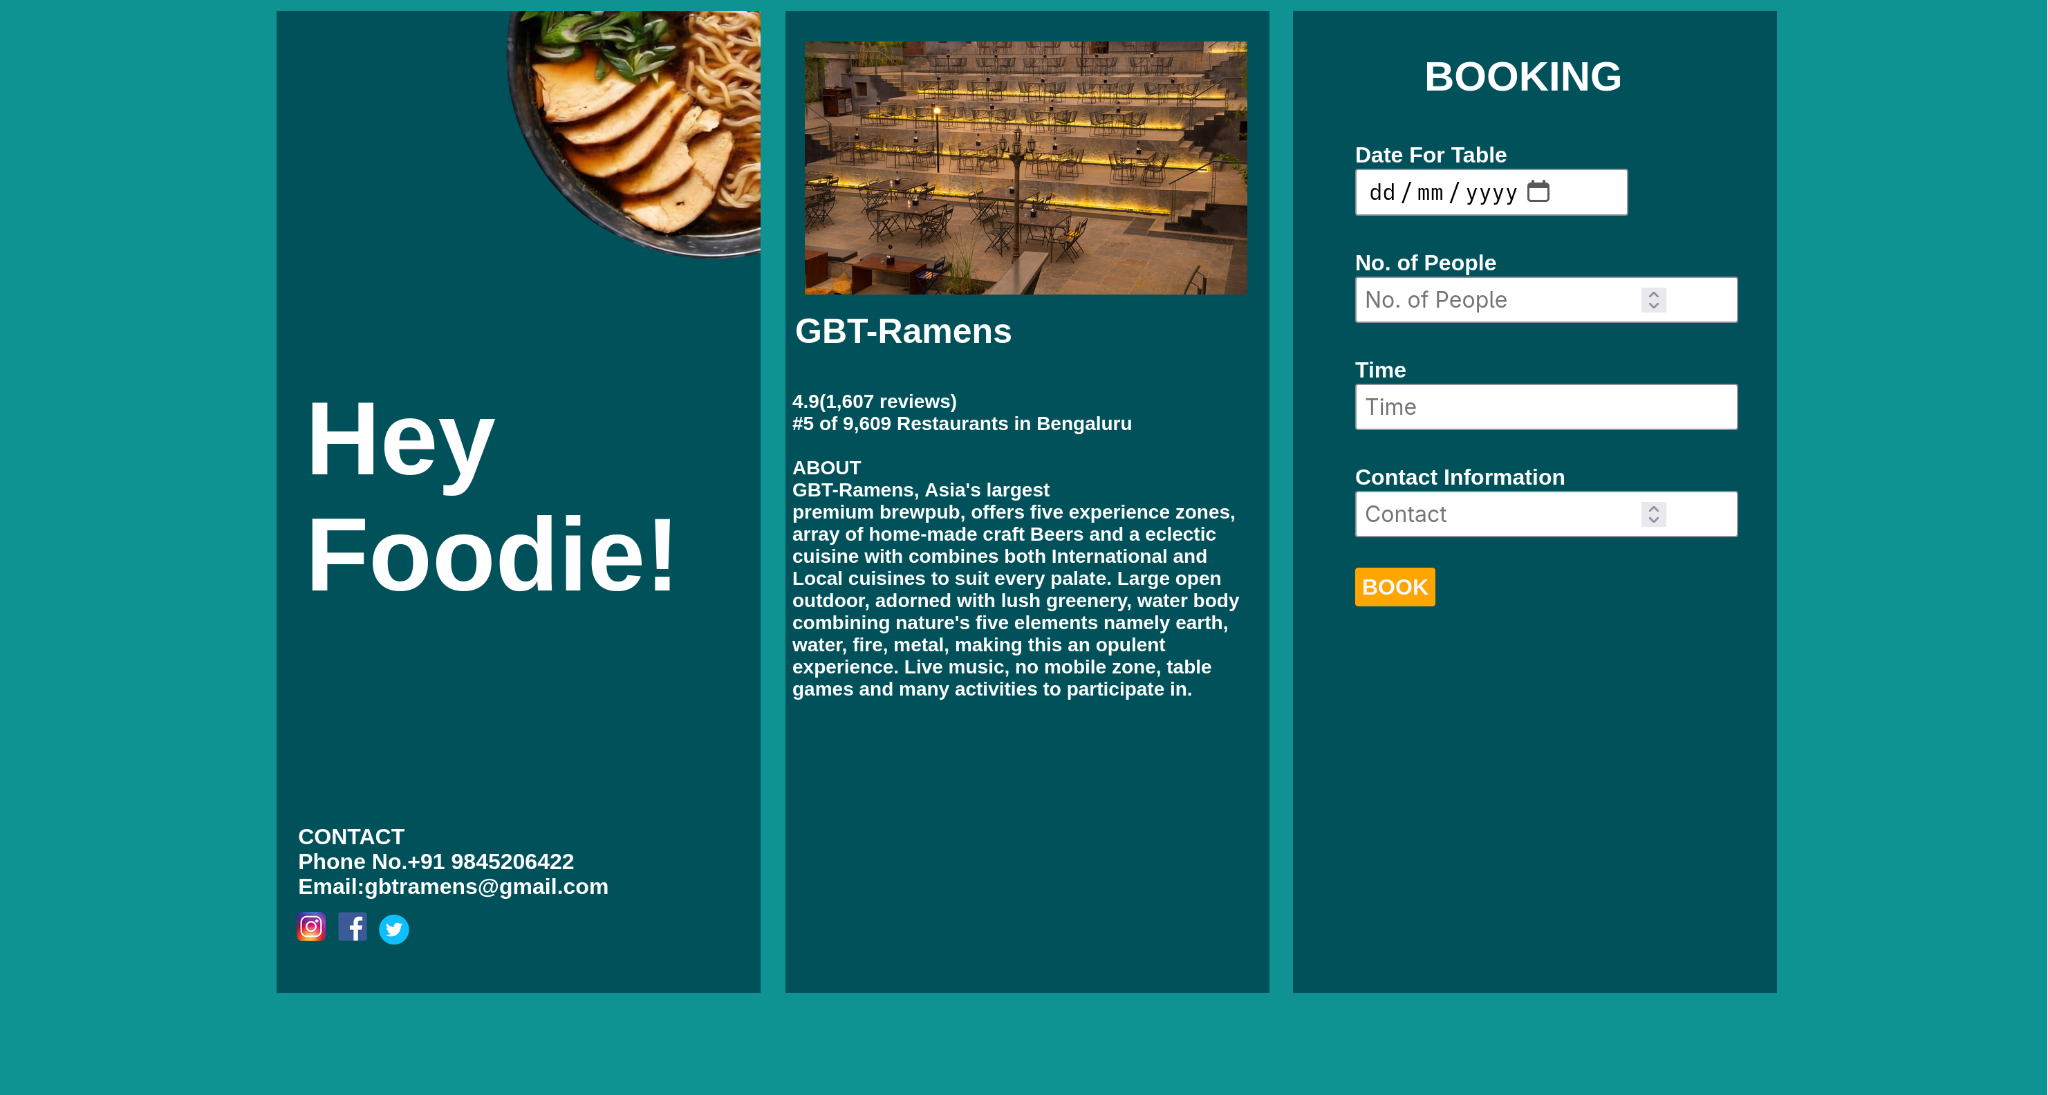 Hey
Foodie!
CONTACT
Phone No.+91 9845206422
Email:gbtramens@gmail.com
GBT-Ramens
4.9(1,607 reviews)
#5 of 9,609 Restaurants in Bengaluru
ABOUT
GBT-Ramens, Asia's largest
premium brewpub, offers five experience zones,
array of home-made craft Beers and a eclectic
cuisine with combines both International and
Local cuisines to suit every palate. Large open
outdoor, adorned with lush greenery, water body
combining nature's five elements namely earth,
water, fire, metal, making this an opulent
experience. Live music, no mobile zone, table
games and many activities to participate in.
BOOKING
Date For Table
dd/mm/yyyy
No. of People
No. of People
Time
Time
Contact Information
Contact
BOOK